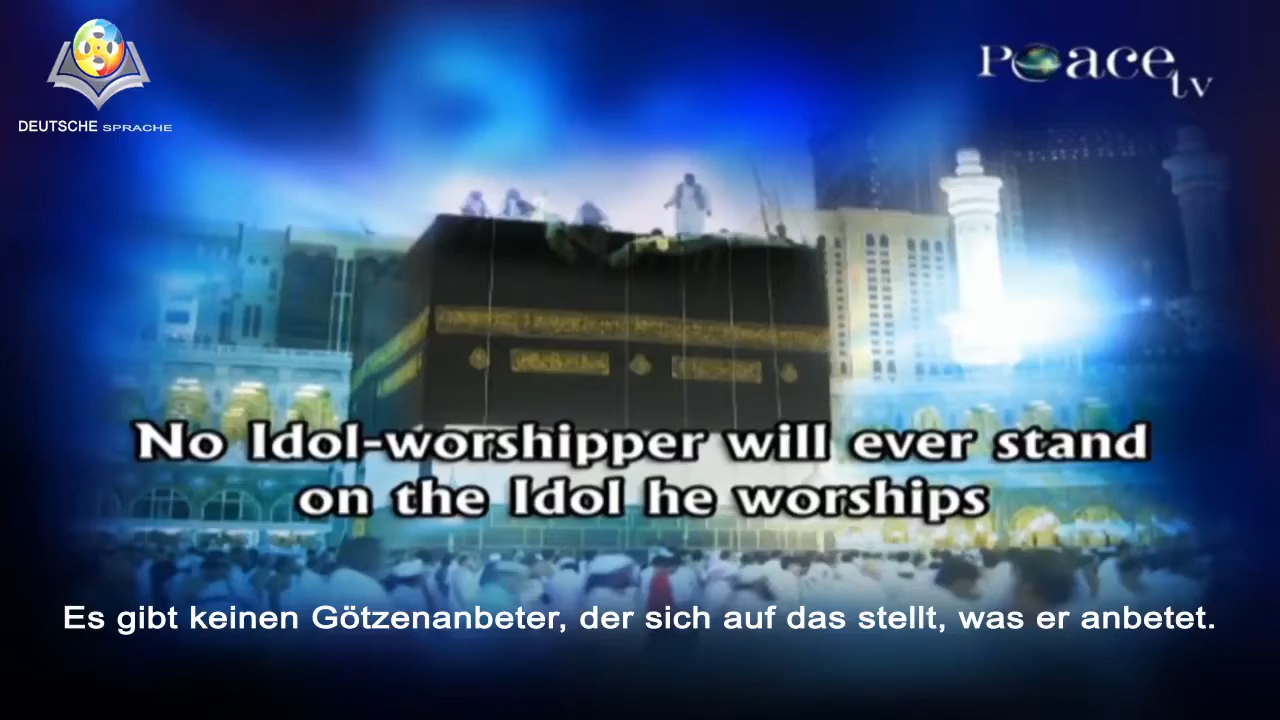 DEUTSCHE SPRACHE
Peace tv
No Idol-worshipper will ever stand
on the Idol he worships
Es gibt keinen Götzenanbeter, der sich auf das stellt, was er anbetet.